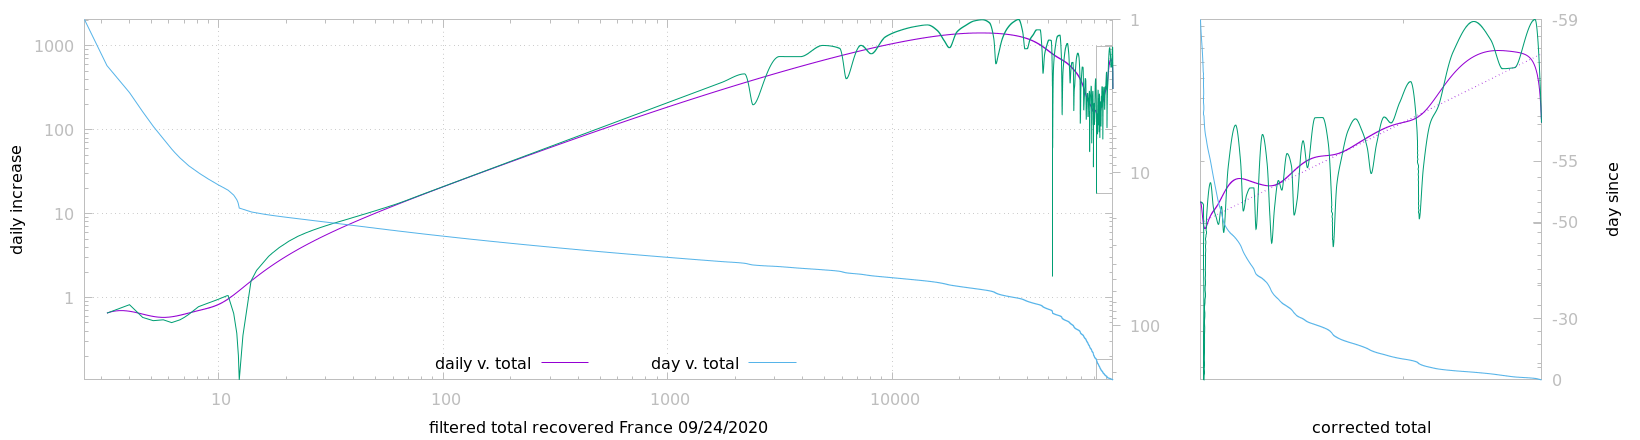 1000
100
10
1
daily increase
daily v. total
day v. total
10
100
1000
10000
filtered total recovered France 09/24/2020
1
10
100
-59
-55
-50
-30
0
day since
corrected total